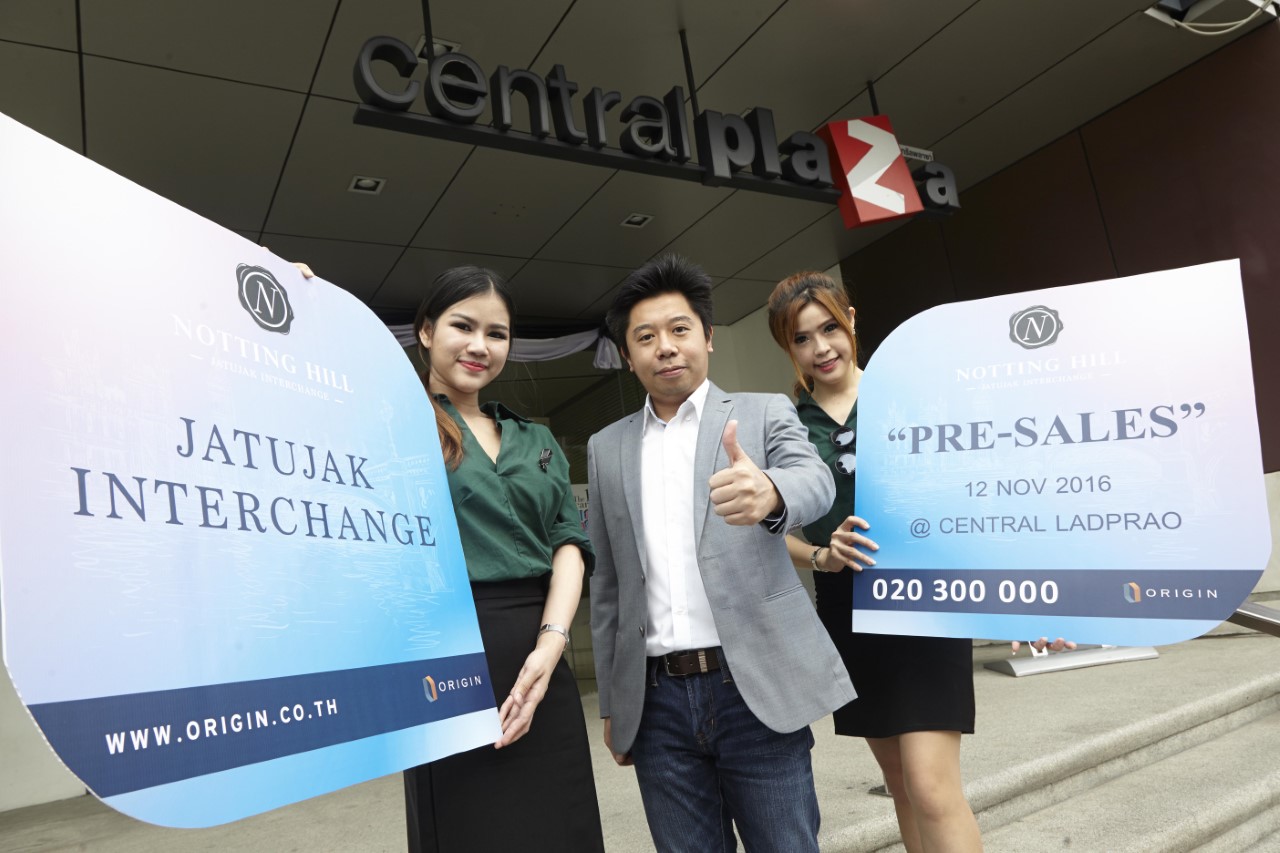 centralplaza
N
NOTTING HILL
JATUJAK INTERCHANGE
JATUJAK
INTERCHANGE
WWW.ORIGIN.CO.TH
ORIGIN
N
NOTTING HILL
JATUJAK INTERCHANGE
“PRE-SALES”
12 NOV 2016
@ CENTRAL LADPRAO
020 300 000
ORIGIN